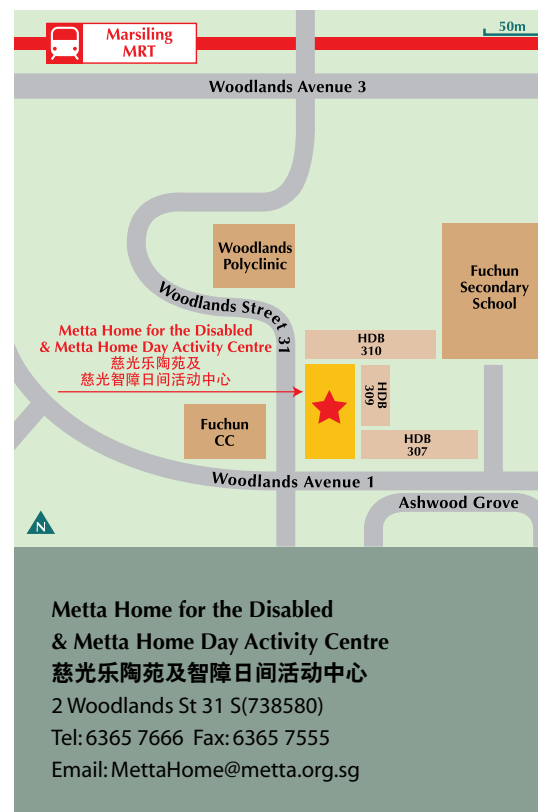 Marsiling
MRT
50m
Woodlands Avenue 3
Woodlands
Polyclinic
Fuchun
Secondary
School
Woodlands Street 31
Metta Home for the Disabled
& Metta Home Day Activity Centre
慈光乐陶苑及
慈光智障日间活动中心
HDB
310
HDB
309
Fuchun
CC
HDB
307
Woodlands Avenue 1
Ashwood Grove
N
Metta Home for the Disabled
& Metta Home Day Activity Centre
慈光乐陶苑及智障日间活动中心
2 Woodlands St 31 S(738580)
Tel: 6365 7666  Fax: 6365 7555
Email: MettaHome@metta.org.sg